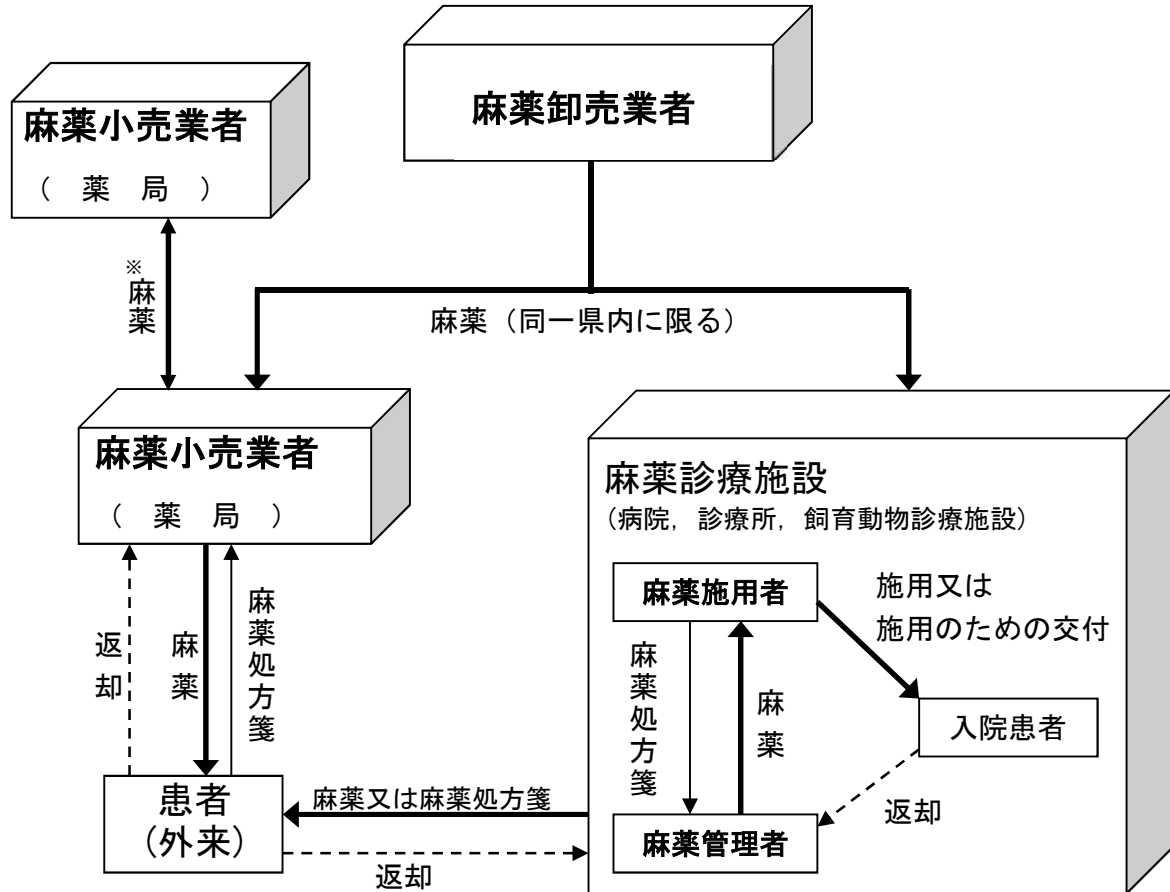 麻薬卸売業者
麻薬小売業者
( 薬 局 )
※麻薬
麻薬(同一県内に限る)
麻薬小売業者
( 薬 局 )
麻薬診療施設
(病院, 診療所, 飼育動物診療施設)
麻薬施用者
施用又は
施用のための交付
麻薬処方箋
麻薬
入院患者
返却
麻薬管理者
返却
麻薬
麻薬処方箋
患者
(外来)
麻薬又は麻薬処方箋
返却